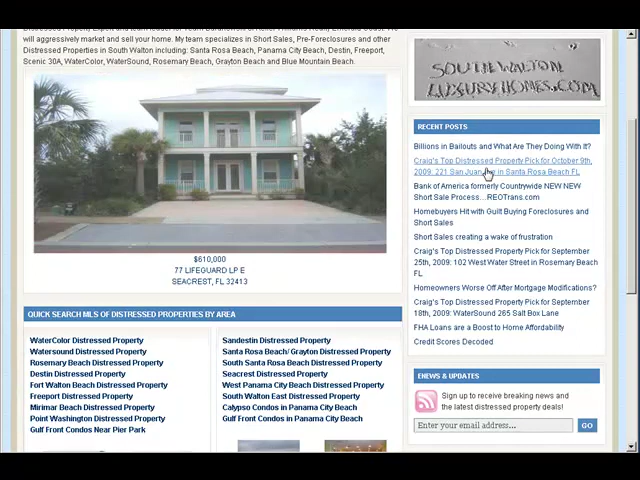 will aggressively market and sell your home. My team specializes in Short Sales, Pre-Foreclosures and other
Distressed Properties in South Walton including: Santa Rosa Beach, Panama City Beach, Destin, Freeport,
Scenic 30A, WaterColor, WaterSound, Rosemary Beach, Grayton Beach and Blue Mountain Beach.
$610,000
77 LIFEGUARD LP E
SEACREST, FL 32413
QUICK SEARCH MLS OF DISTRESSED PROPERTIES BY AREA
WaterColor Distressed Property
Watersound Distressed Property
Rosemary Beach Distressed Property
Destin Distressed Property
Fort Walton Beach Distressed Property
Freeport Distressed Property
Mirimar Beach Distressed Property
Point Washington Distressed Property
Gulf Front Condos Near Pier Park
Sandestin Distressed Property
Santa Rosa Beach/ Grayton Distressed Property
South Santa Rosa Beach Distressed Property
Seacrest Distressed Property
West Panama City Beach Distressed Property
South Walton East Distressed Property
Calypso Condos in Panama City Beach
Gulf Front Condos in Panama City Beach
SOUTHWALTON
LUXURYHOMES.COM
RECENT POSTS
Billions in Bailouts and What Are They Doing With It?
Craig's Top Distressed Property Pick for October 9th,
2009: 221 San Juan in Santa Rosa Beach FL
Bank of America formerly Countrywide NEW NEW
Short Sale Process...REOTrans.com
Homebuyers Hit with Guilt Buying Foreclosures and
Short Sales
Short Sales creating a wake of frustration
Craig's Top Distressed Property Pick for September
25th, 2009: 102 West Water Street in Rosemary Beach
FL
Homeowners Worse Off After Mortgage Modifications?
Craig's Top Distressed Property Pick for September
18th, 2009: WaterSound 265 Salt Box Lane
FHA Loans are a Boost to Home Affordability
Credit Scores Decoded
ENEWS & UPDATES
Sign up to receive breaking news and
the latest distressed property deals!
Enter your email address...
GO